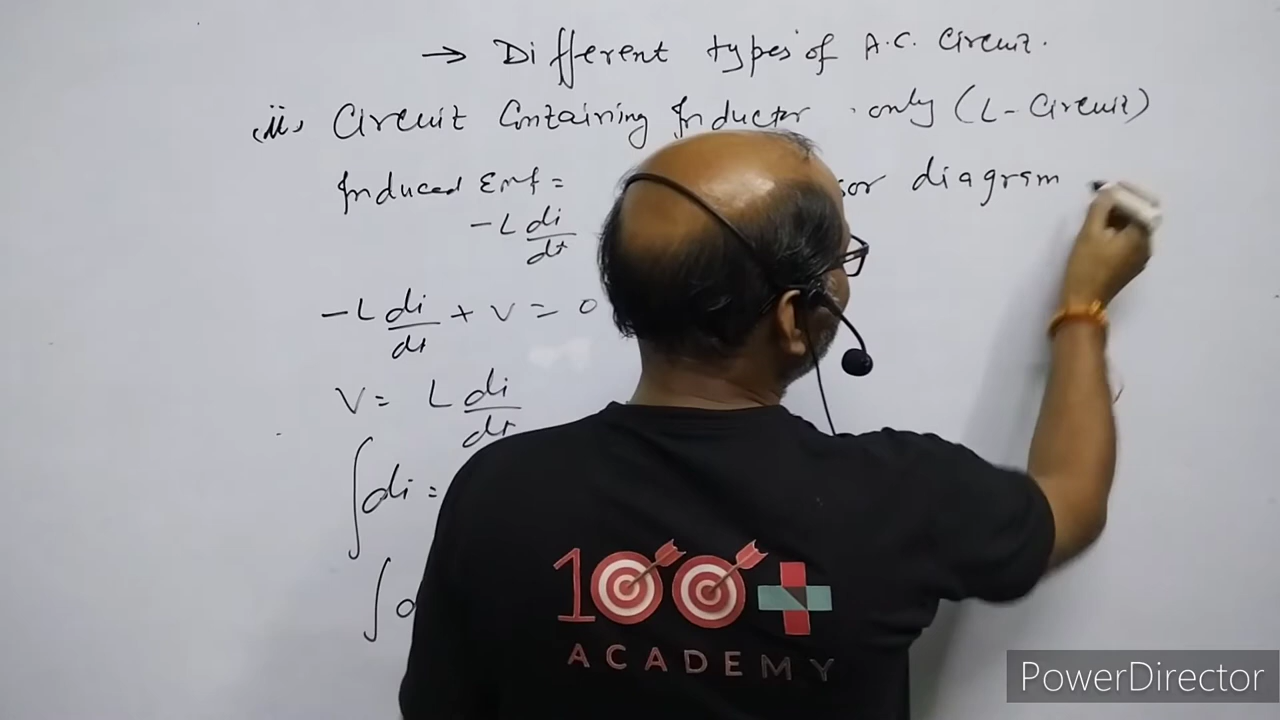 → Different types of A.C. Circuit.
(ii) Circuit Containing Inductor only (L-Circuit)
Induced Emf =
-L di/dt
diagram
-L di/dt + V = 0
V = L di/dt
∫di =
∫
100+
ACADEMY
PowerDirector